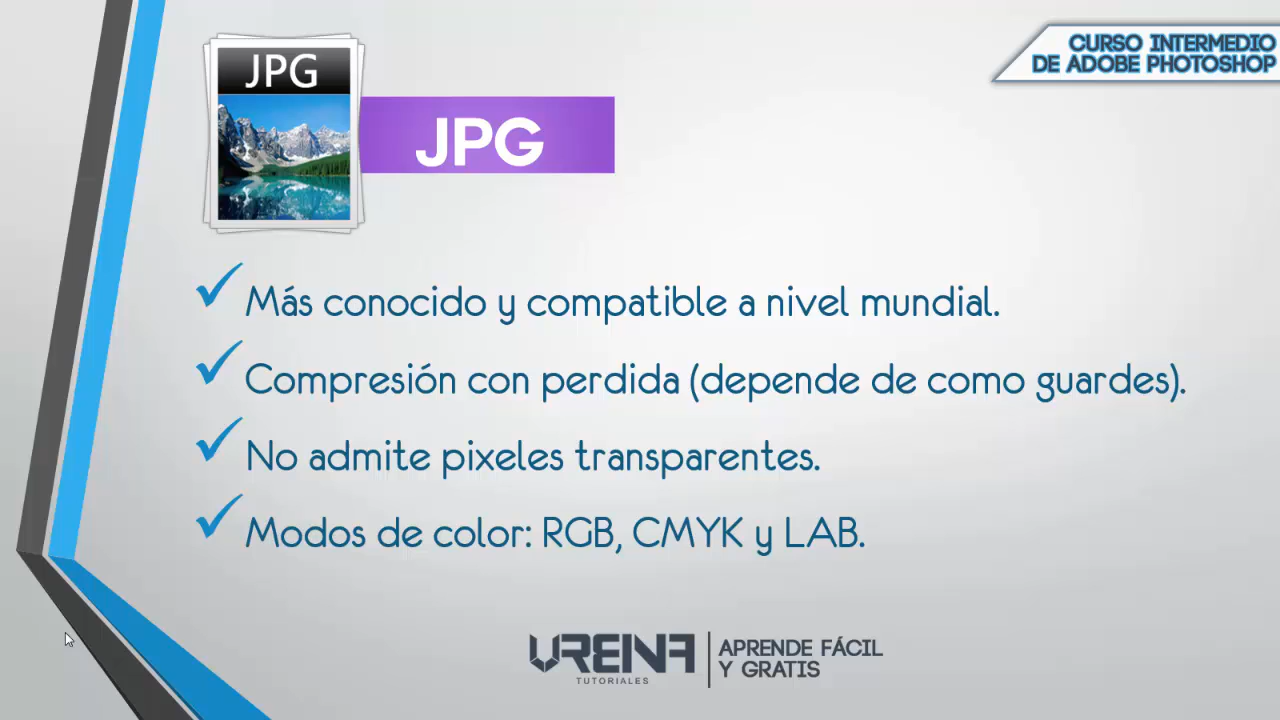 CURSO INTERMEDIO
DE ADOBE PHOTOSHOP
JPG
JPG
Más conocido y compatible a nivel mundial.
Compresión con perdida (depende de como guardes).
No admite pixeles transparentes.
Modos de color: RGB, CMYK y LAB.
UREINA
TUTORIALES
APRENDE FÁCIL
Y GRATIS